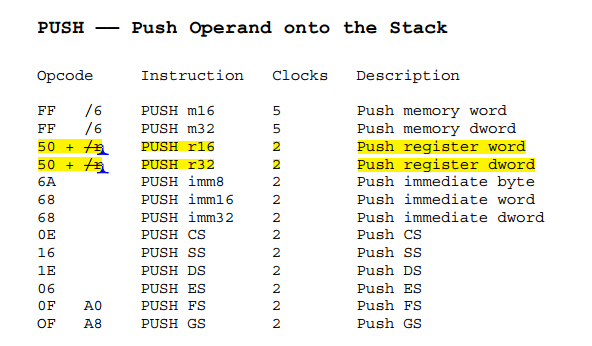 PUSH — Push Operand onto the Stack
Opcode Instruction Clocks Description
FF /6 PUSH m16 5 Push memory word
FF /6 PUSH m32 5 Push memory dword
50 + /r PUSH r16 2 Push register word
50 + /r PUSH r32 2 Push register dword
6A PUSH imm8 2 Push immediate byte
68 PUSH imm16 2 Push immediate word
68 PUSH imm32 2 Push immediate dword
0E PUSH CS 2 Push CS
16 PUSH SS 2 Push SS
1E PUSH DS 2 Push DS
06 PUSH ES 2 Push ES
0F A0 PUSH FS 2 Push FS
OF A8 PUSH GS 2 Push GS